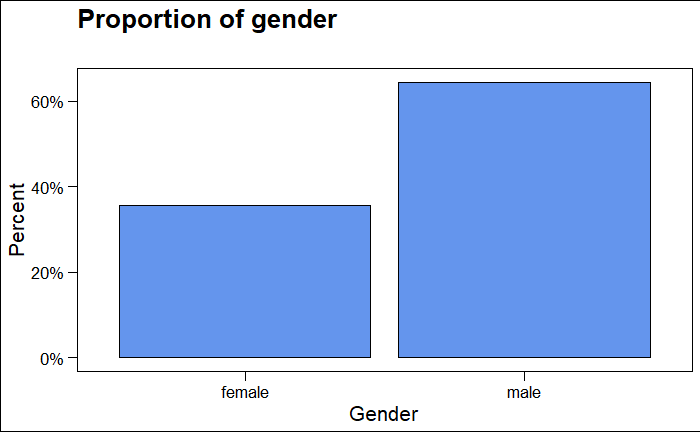 Proportion of gender
Percent
60%
40%
20%
0%
female male
Gender